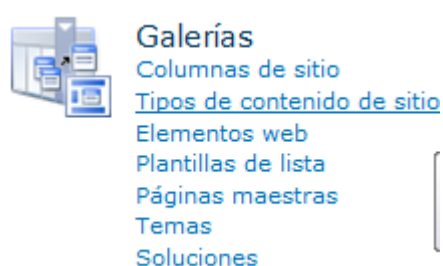 Galerías
Columnas de sitio
Tipos de contenido de sitio
Elementos web
Plantillas de lista
Páginas maestras
Temas
Soluciones